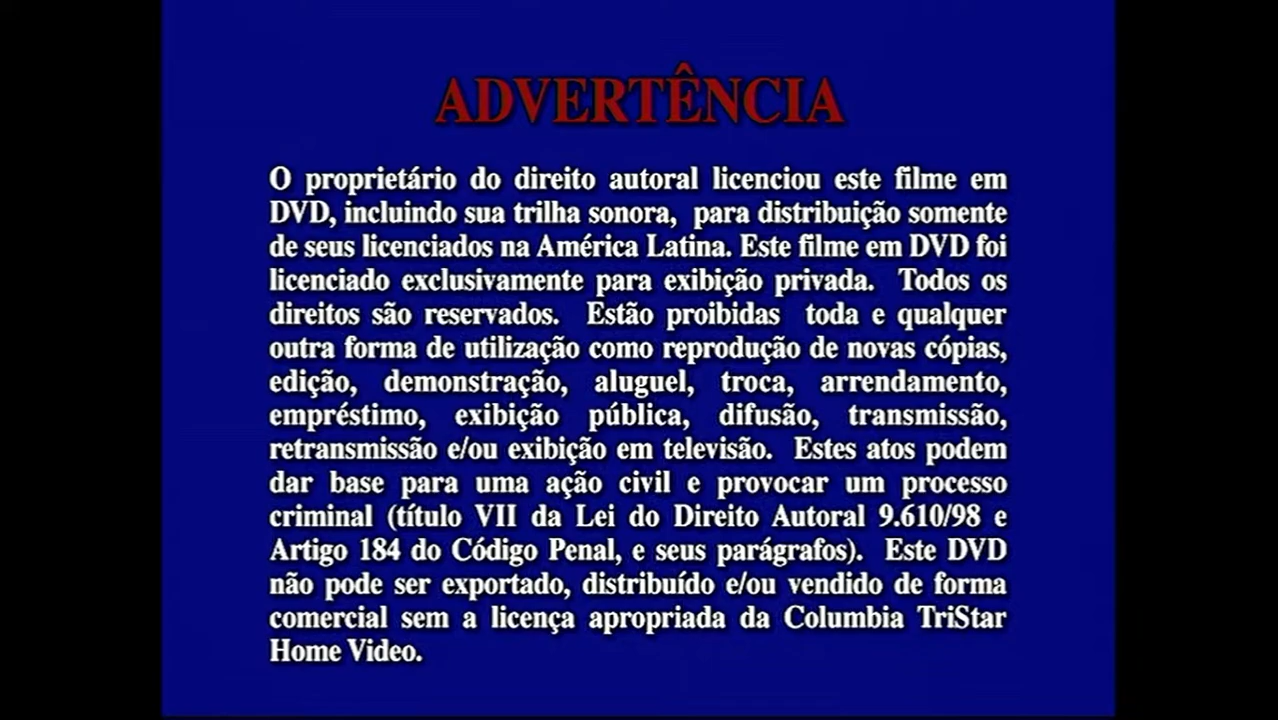 ADVERTÊNCIA
O proprietário do direito autoral licenciou este filme em
DVD, incluindo sua trilha sonora, para distribuição somente
de seus licenciados na América Latina. Este filme em DVD foi
licenciado exclusivamente para exibição privada. Todos os
direitos são reservados. Estão proibidas toda e qualquer
outra forma de utilização como reprodução de novas cópias,
edição, demonstração, aluguel, troca, arrendamento,
empréstimo, exibição pública, difusão, transmissão,
retransmissão e/ou exibição em televisão. Estes atos podem
dar base para uma ação civil e provocar um processo
criminal (título VII da Lei do Direito Autoral 9.610/98 e
Artigo 184 do Código Penal, e seus parágrafos). Este DVD
não pode ser exportado, distribuído e/ou vendido de forma
comercial sem a licença apropriada da Columbia TriStar
Home Video.